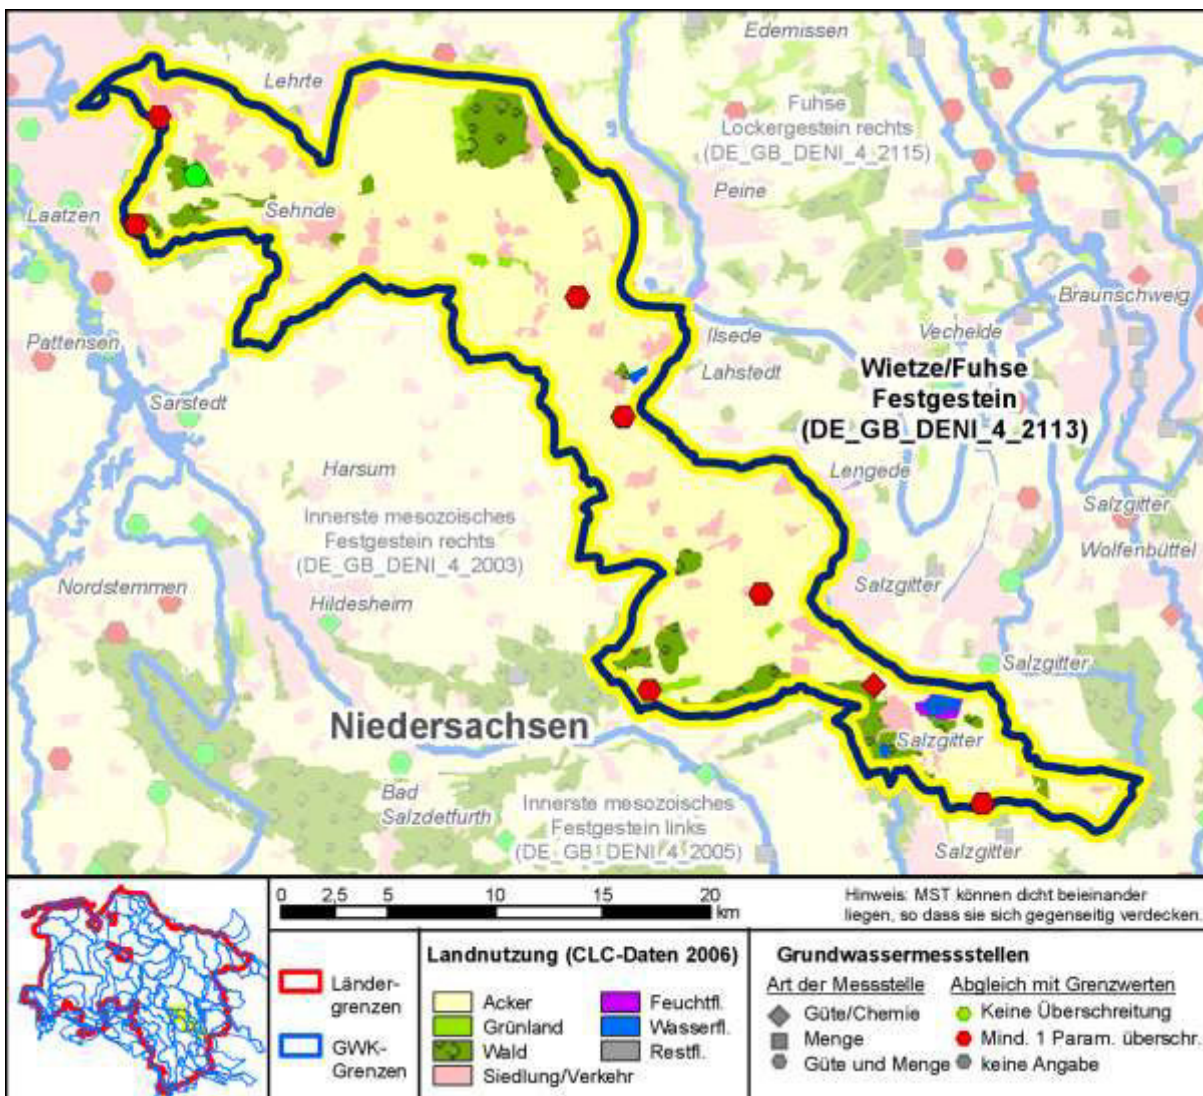 Edemissen
Lehrte
Fuhse
Lockergestein rechts
(DE_GB_DENI_4_2115)
Peine
Laatzen
Sehnde
Braunschweig
Pattensen
Ilsede
Vechelde
Lahstedt
Wietze/Fuhse
Festgestein
(DE_GB_DENI_4_2113)
Sarstedt
Harsum
Lengede
Salzgitter
Innerste mesozoisches
Festgestein rechts
(DE_GB_DENI_4_2003)
Wolfenbüttel
Nordstemmen
Hildesheim
Salzgitter
Salzgitter
Niedersachsen
Salzgitter
Bad
Salzdetfurth
Innerste mesozoisches
Festgestein links
(DE_GB_DENI_4_2005)
Salzgitter
0 2,5 5 10 15 20
km
Hinweis: MST können dicht beieinander
liegen, so dass sie sich gegenseitig verdecken.
Länder-
grenzen
GWK-
Grenzen
Landnutzung (CLC-Daten 2006)
Acker
Grünland
Wald
Siedlung/Verkehr
Feuchtfl.
Wasserfl.
Restfl.
Grundwassermessstellen
Art der Messstelle
Güte/Chemie
Menge
Güte und Menge
Abgleich mit Grenzwerten
Keine Überschreitung
Mind. 1 Param. überschr.
keine Angabe